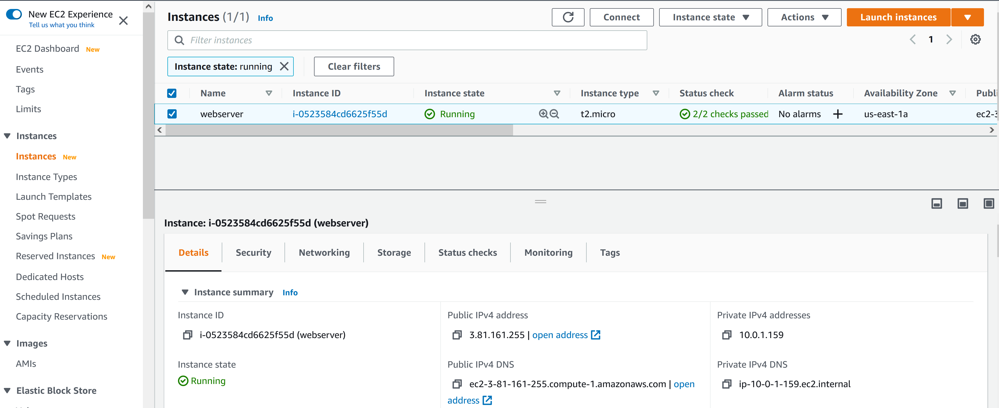 New EC2 Experience
Tell us what you think
EC2 Dashboard New
Events
Tags
Limits
Instances
Instances New
Instance Types
Launch Templates
Spot Requests
Savings Plans
Reserved Instances New
Dedicated Hosts
Scheduled Instances
Capacity Reservations
Images
AMIs
Elastic Block Store
Instances (1/1) Info
Connect
Instance state
Actions
Launch instances
Filter instances
1
Instance state: running
Clear filters
Name Instance ID Instance state Instance type Status check Alarm status Availability Zone Publi
webserver i-0523584cd6625f55d Running t2.micro 2/2 checks passed No alarms + us-east-1a ec2-3
Instance: i-0523584cd6625f55d (webserver)
Details Security Networking Storage Status checks Monitoring Tags
Instance summary Info
Instance ID
i-0523584cd6625f55d (webserver)
Public IPv4 address
3.81.161.255 | open address
Private IPv4 addresses
10.0.1.159
Instance state
Running
Public IPv4 DNS
ec2-3-81-161-255.compute-1.amazonaws.com | open
address
Private IPv4 DNS
ip-10-0-1-159.ec2.internal